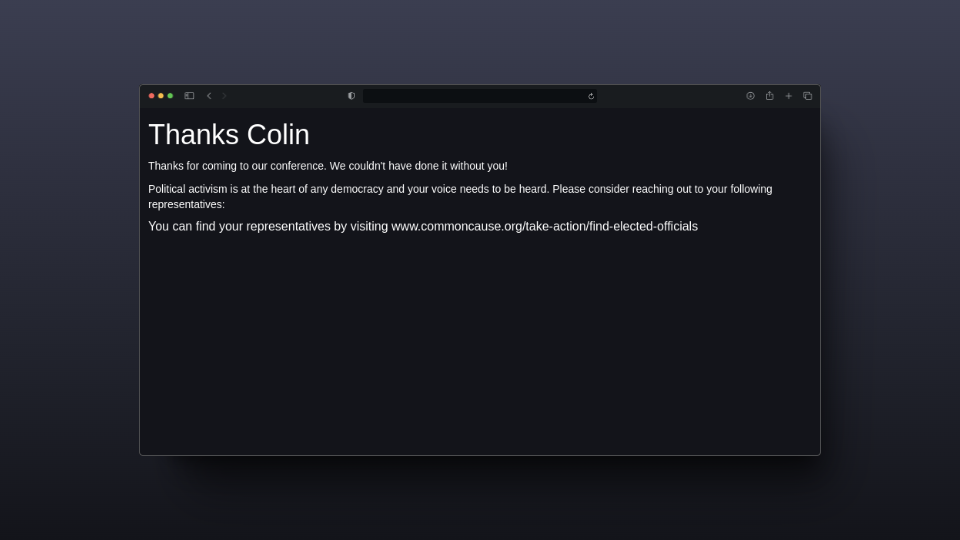 Thanks Colin
Thanks for coming to our conference. We couldn't have done it without you!
Political activism is at the heart of any democracy and your voice needs to be heard. Please consider reaching out to your following
representatives:
You can find your representatives by visiting www.commoncause.org/take-action/find-elected-officials